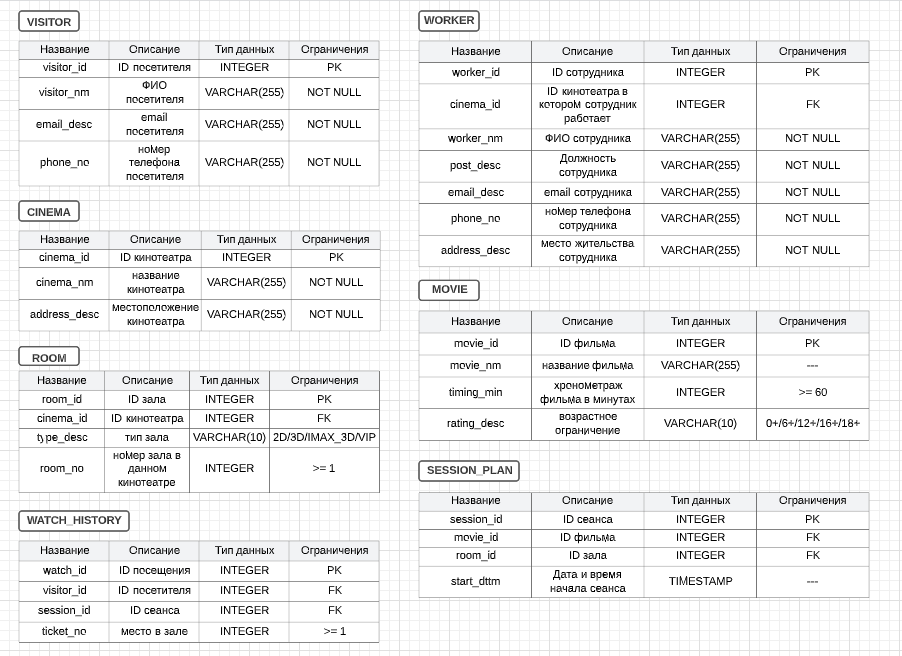 VISITOR
Название Описание Тип данных Ограничения
visitor_id ID посетителя INTEGER PK
visitor_nm ФИО посетителя VARCHAR(255) NOT NULL
email_desc email посетителя VARCHAR(255) NOT NULL
phone_no номер телефона посетителя VARCHAR(255) NOT NULL
CINEMA
Название Описание Тип данных Ограничения
cinema_id ID кинотеатра INTEGER PK
cinema_nm название кинотеатра VARCHAR(255) NOT NULL
address_desc местоположение кинотеатра VARCHAR(255) NOT NULL
ROOM
Название Описание Тип данных Ограничения
room_id ID зала INTEGER PK
cinema_id ID кинотеатра INTEGER FK
type_desc тип зала VARCHAR(10) 2D/3D/IMAX_3D/VIP
room_no номер зала в данном кинотеатре INTEGER >= 1
WATCH_HISTORY
Название Описание Тип данных Ограничения
watch_id ID посещения INTEGER PK
visitor_id ID посетителя INTEGER FK
session_id ID сеанса INTEGER FK
ticket_no место в зале INTEGER >= 1
WORKER
Название Описание Тип данных Ограничения
worker_id ID сотрудника INTEGER PK
cinema_id ID кинотеатра в котором сотрудник работает INTEGER FK
worker_nm ФИО сотрудника VARCHAR(255) NOT NULL
post_desc Должность сотрудника VARCHAR(255) NOT NULL
email_desc email сотрудника VARCHAR(255) NOT NULL
phone_no номер телефона сотрудника VARCHAR(255) NOT NULL
address_desc место жительства сотрудника VARCHAR(255) NOT NULL
MOVIE
Название Описание Тип данных Ограничения
movie_id ID фильма INTEGER PK
movie_nm название фильма VARCHAR(255) ---
timing_min хронометраж фильма в минутах INTEGER >= 60
rating_desc возрастное ограничение VARCHAR(10) 0+/6+/12+/16+/18+
SESSION_PLAN
Название Описание Тип данных Ограничения
session_id ID сеанса INTEGER PK
movie_id ID фильма INTEGER FK
room_id ID зала INTEGER FK
start_dttm Дата и время начала сеанса TIMESTAMP ---